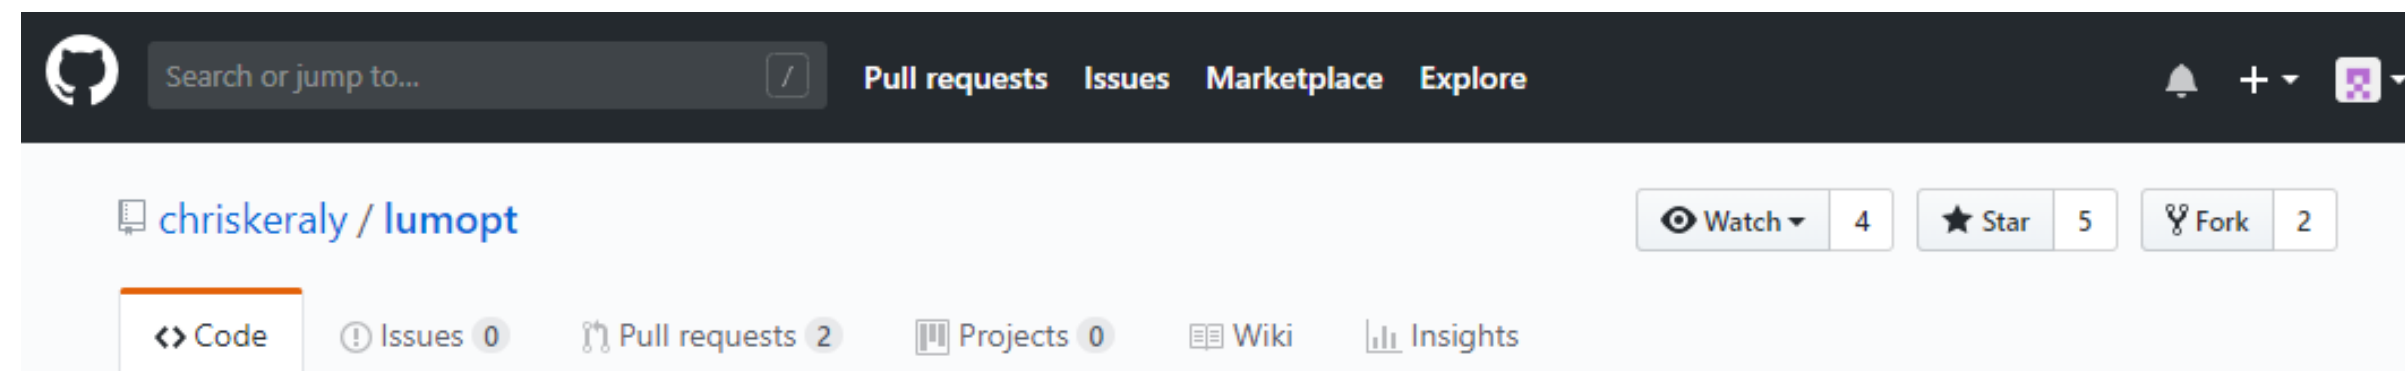 Search or jump to... / Pull requests Issues Marketplace Explore
chriskeraly / lumopt Watch 4 Star 5 Fork 2
Code Issues 0 Pull requests 2 Projects 0 Wiki Insights